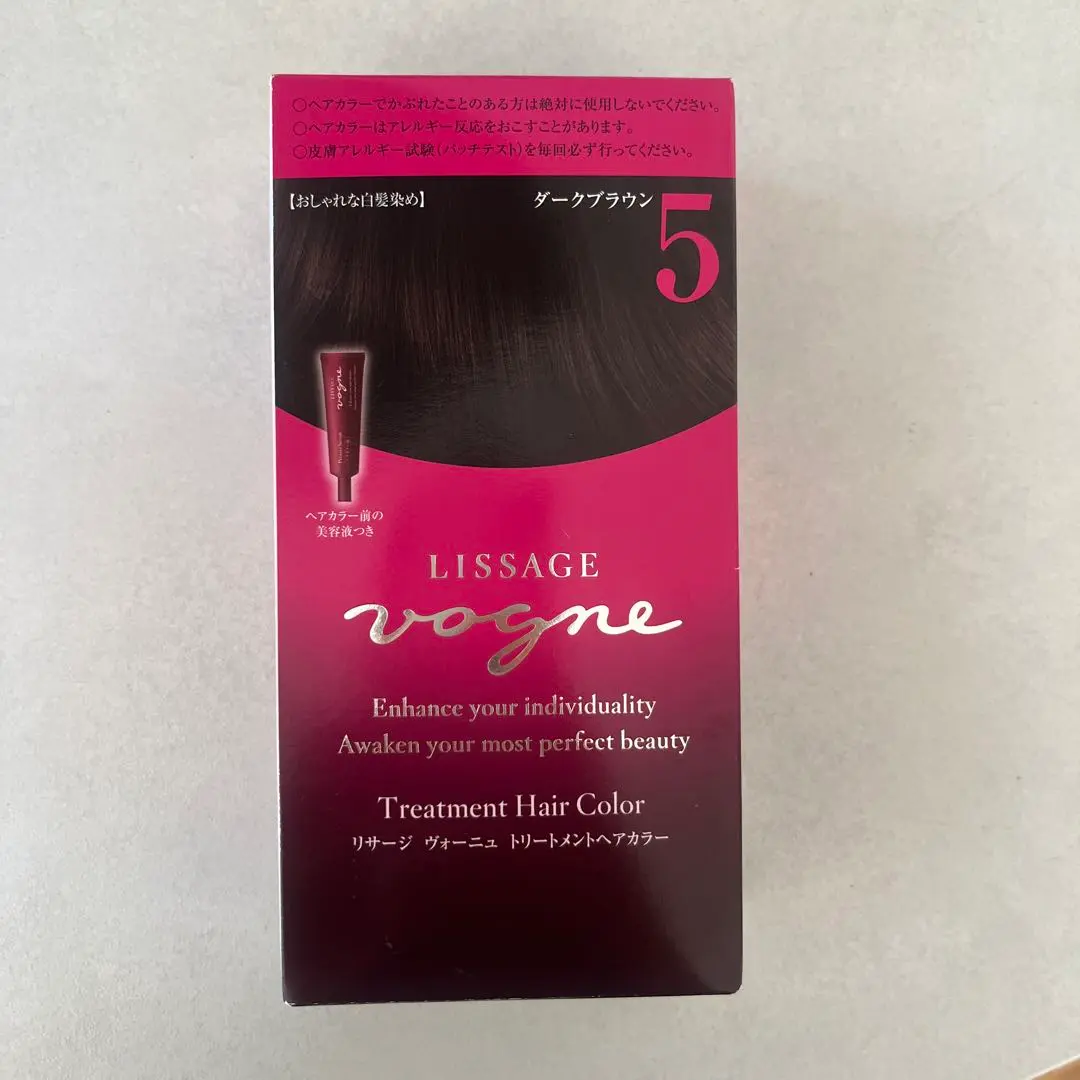 ○ヘアカラーでかぶれたことのある方は絶対に使用しないでください。
○ヘアカラーはアレルギー反応をおこすことがあります。
○皮膚アレルギー試験(パッチテスト)を毎回必ず行ってください。
【おしゃれな白髪染め】
ダークブラウン
5
LISSAGE
vogne
ヘアカラー前の
美容液つき
LISSAGE
vogne
Enhance your individuality
Awaken your most perfect beauty
Treatment Hair Color
リサージ ヴォーニュ トリートメントヘアカラー